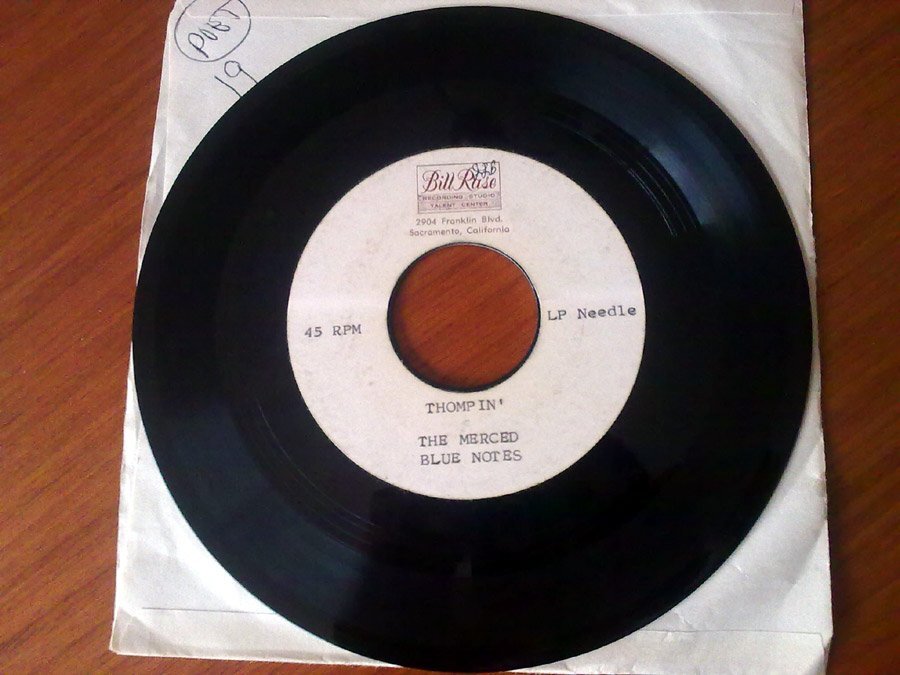 19
Bill Rase
RECORDING STUDIO
TALENT CENTER
2904 Franklin Blvd.
Sacramento, California
45 RPM
LP Needle
THOMPIN'
THE MERCED
BLUE NOTES